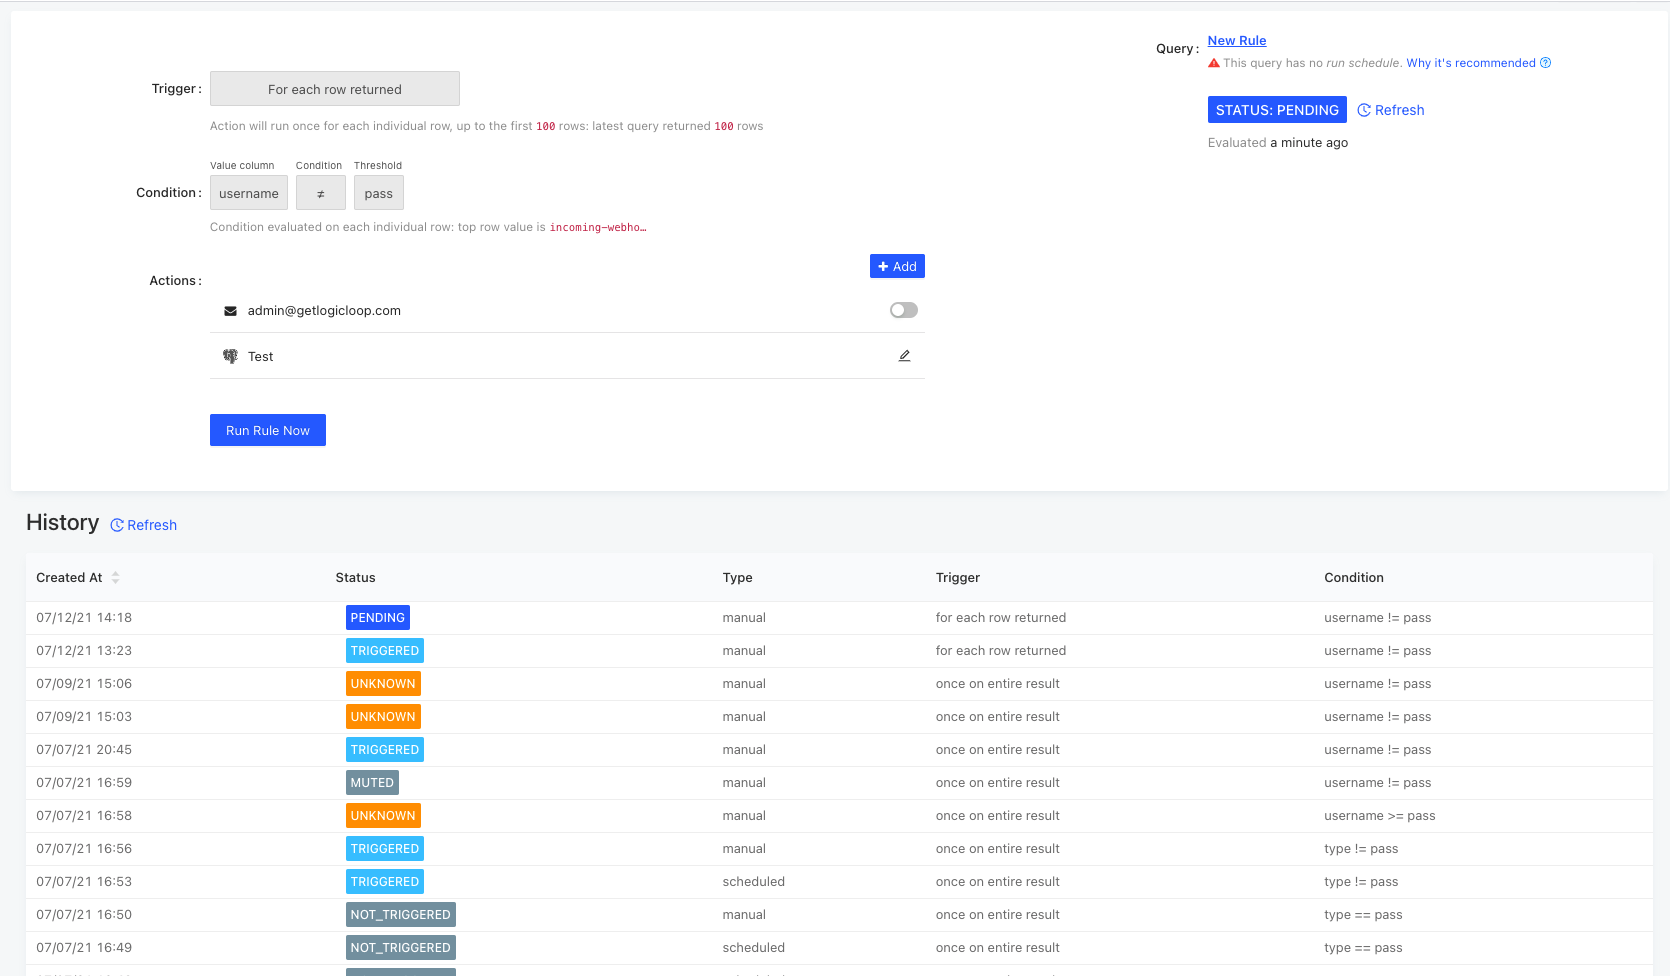 Query :
New Rule
This query has no run schedule. Why it's recommended
Trigger :
For each row returned
STATUS: PENDING
Refresh
Action will run once for each individual row, up to the first 100 rows: latest query returned 100 rows
Evaluated a minute ago
Value column Condition Threshold
Condition :
username ≠ pass
Condition evaluated on each individual row: top row value is incoming-webho…
Actions :
+ Add
admin@getlogicloop.com
Test
Run Rule Now
History Refresh
Created At Status Type Trigger Condition
07/12/21 14:18 PENDING manual for each row returned username != pass
07/12/21 13:23 TRIGGERED manual for each row returned username != pass
07/09/21 15:06 UNKNOWN manual once on entire result username != pass
07/09/21 15:03 UNKNOWN manual once on entire result username != pass
07/07/21 20:45 TRIGGERED manual once on entire result username != pass
07/07/21 16:59 MUTED manual once on entire result username != pass
07/07/21 16:58 UNKNOWN manual once on entire result username >= pass
07/07/21 16:56 TRIGGERED manual once on entire result type != pass
07/07/21 16:53 TRIGGERED scheduled once on entire result type != pass
07/07/21 16:50 NOT_TRIGGERED manual once on entire result type == pass
07/07/21 16:49 NOT_TRIGGERED scheduled once on entire result type == pass